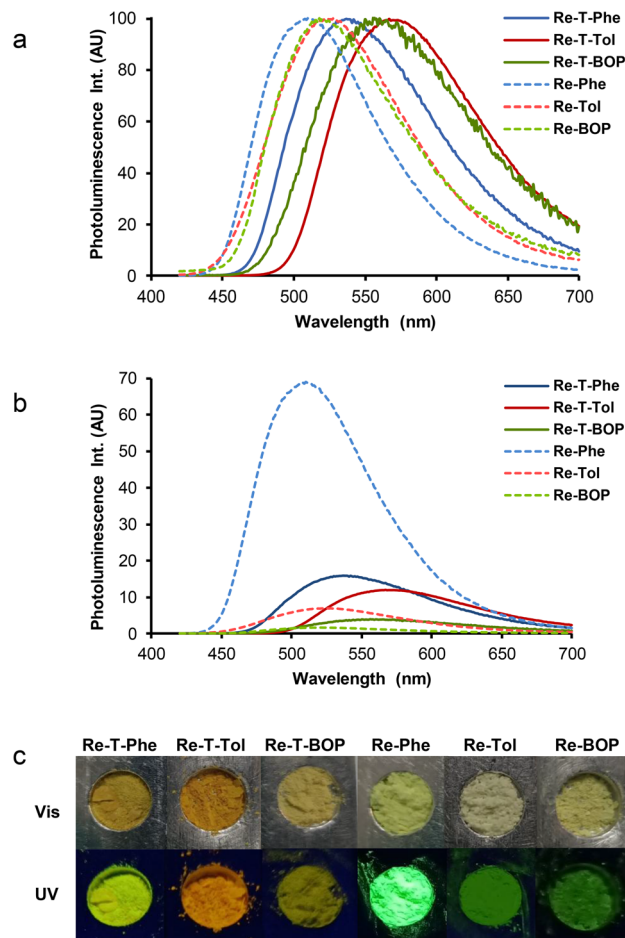 a
Photoluminescence Int. (AU)
100
80
60
40
20
0
400 450 500 550 600 650 700
Wavelength (nm)
Re-T-Phe
Re-T-Tol
Re-T-BOP
Re-Phe
Re-Tol
Re-BOP
b
Photoluminescence Int. (AU)
70
60
50
40
30
20
10
0
400 450 500 550 600 650 700
Wavelength (nm)
Re-T-Phe
Re-T-Tol
Re-T-BOP
Re-Phe
Re-Tol
Re-BOP
c
Re-T-Phe Re-T-Tol Re-T-BOP Re-Phe Re-Tol Re-BOP
Vis
UV